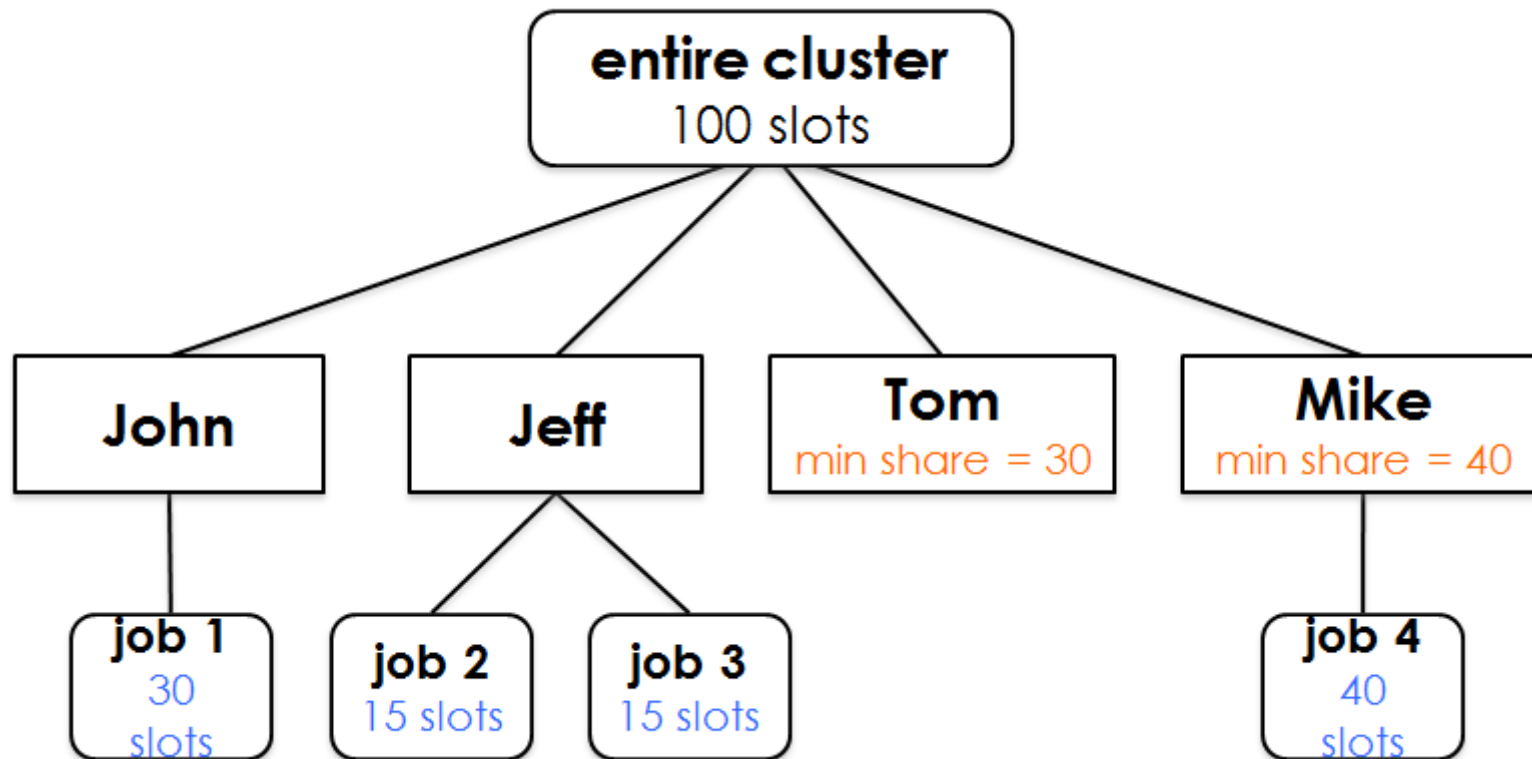 entire cluster
100 slots
John
Jeff
Tom
min share = 30
Mike
min share = 40
job 1
30
slots
job 2
15 slots
job 3
15 slots
job 4
40
slots